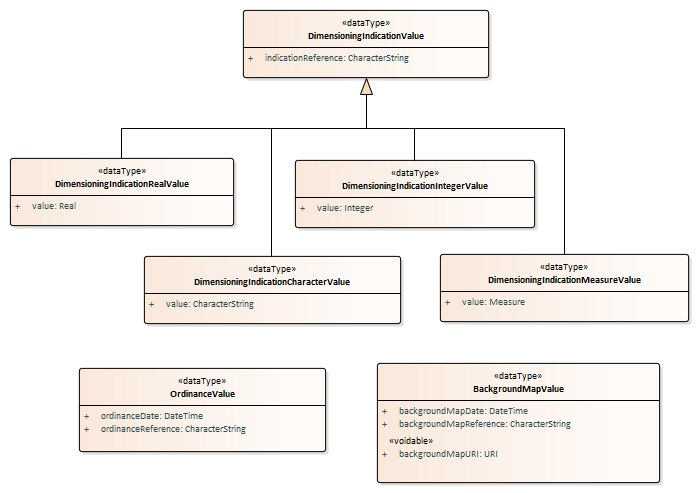 «dataType»
DimensioningIndicationValue
+ indicationReference: CharacterString
«dataType»
DimensioningIndicationRealValue
+ value: Real
«dataType»
DimensioningIndicationIntegerValue
+ value: Integer
«dataType»
DimensioningIndicationCharacterValue
+ value: CharacterString
«dataType»
DimensioningIndicationMeasureValue
+ value: Measure
«dataType»
OrdinanceValue
+ ordinanceDate: DateTime
+ ordinanceReference: CharacterString
«dataType»
BackgroundMapValue
+ backgroundMapDate: DateTime
+ backgroundMapReference: CharacterString
«voidable»
+ backgroundMapURI: URI